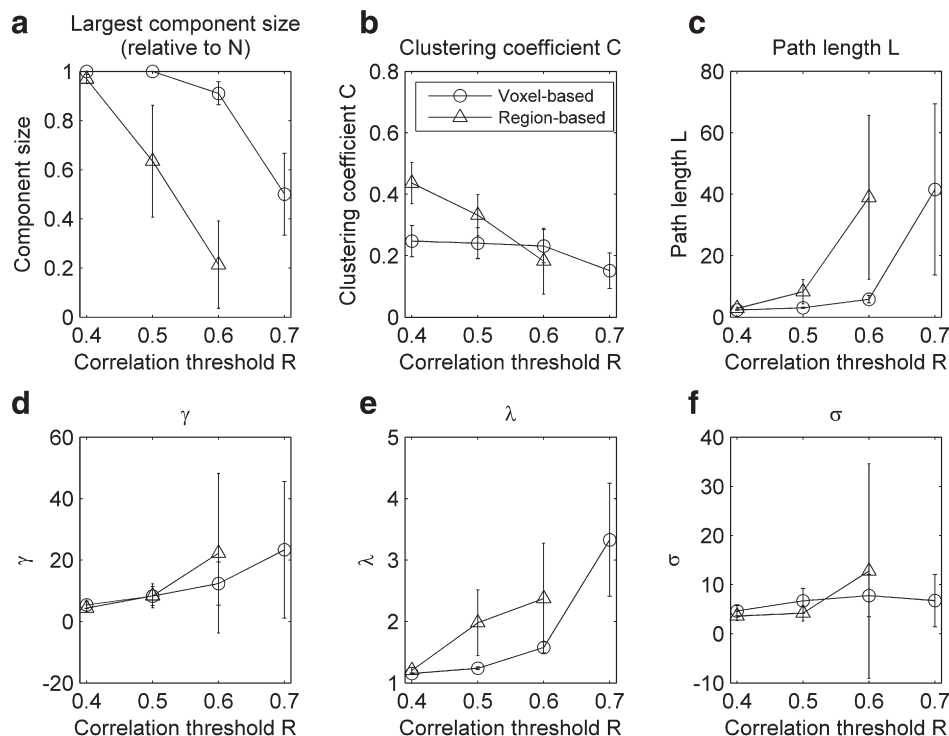 a
Largest component size
(relative to N)
Component size
1
0.8
0.6
0.4
0.2
0
0.4 0.5 0.6 0.7
Correlation threshold R
b
Clustering coefficient C
Voxel-based
Region-based
Clustering coefficient C
0.8
0.6
0.4
0.2
0
0.4 0.5 0.6 0.7
Correlation threshold R
c
Path length L
Path length L
80
60
40
20
0
0.4 0.5 0.6 0.7
Correlation threshold R
d
γ
γ
60
40
20
0
-20
0.4 0.5 0.6 0.7
Correlation threshold R
e
λ
λ
5
4
3
2
1
0.4 0.5 0.6 0.7
Correlation threshold R
f
σ
σ
40
30
20
10
0
-10
0.4 0.5 0.6 0.7
Correlation threshold R